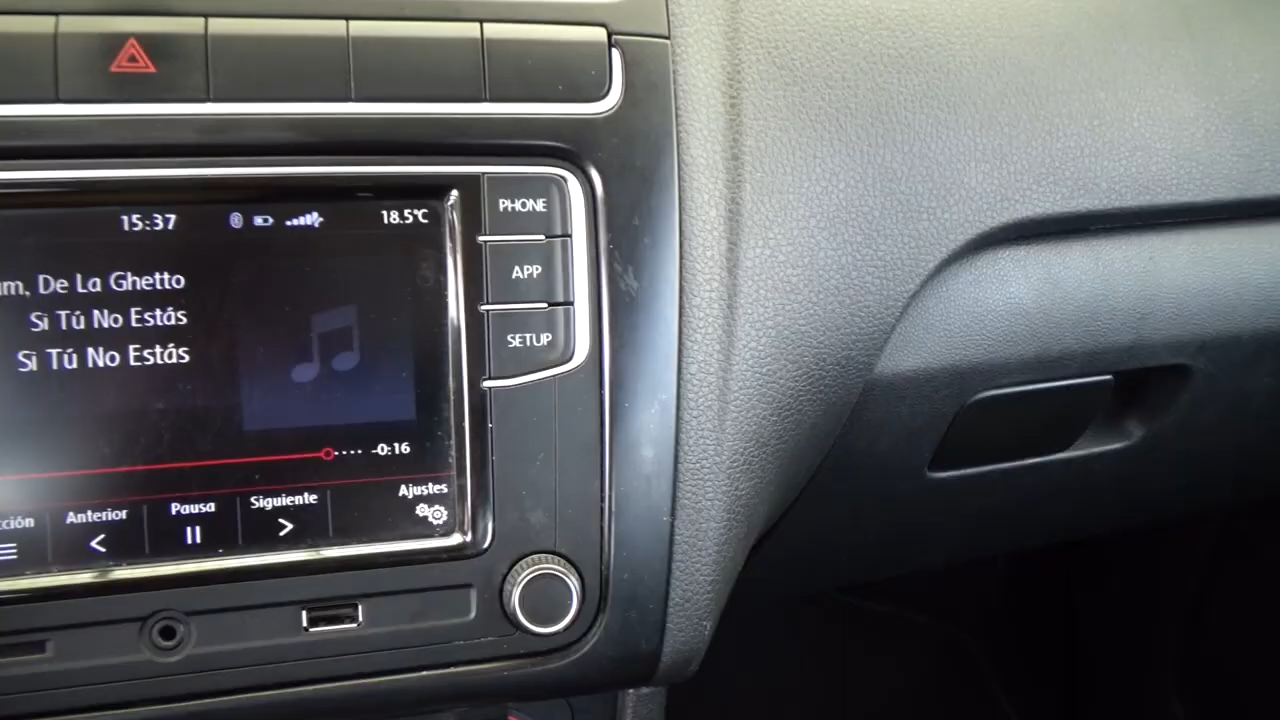 PHONE
15:37
18.5°C
APP
De La Ghetto
Si Tú No Estás
Si Tú No Estás
SETUP
-0:16
Anterior
Pausa
Siguiente
Ajustes